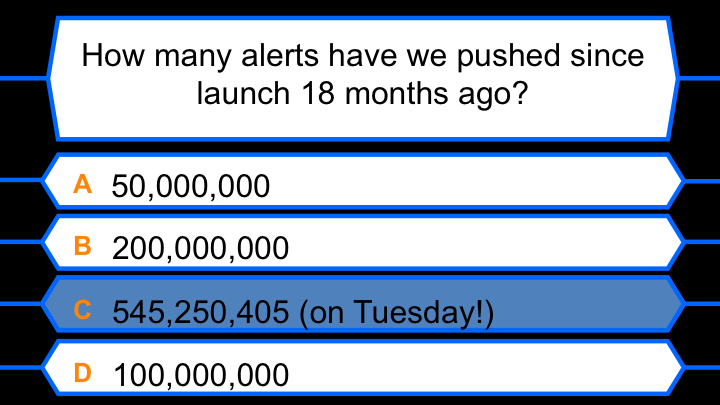 How many alerts have we pushed since
launch 18 months ago?
A 50,000,000
B 200,000,000
C 545,250,405 (on Tuesday!)
D 100,000,000